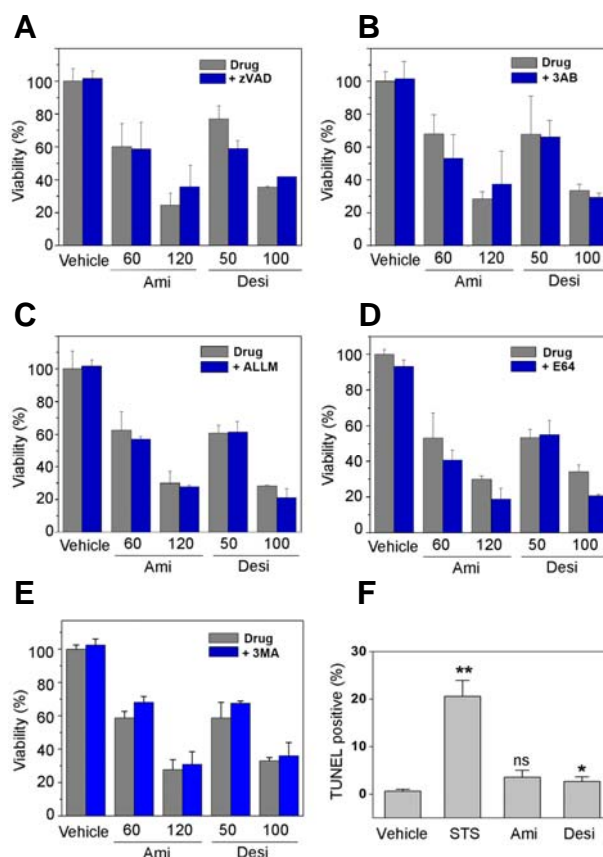 A
Drug
+ zVAD
Viability (%)
100
80
60
40
20
0
Vehicle 60 120 50 100
Ami Desi
B
Drug
+ 3AB
Viability (%)
100
80
60
40
20
0
Vehicle 60 120 50 100
Ami Desi
C
Drug
+ ALLM
Viability (%)
100
80
60
40
20
0
Vehicle 60 120 50 100
Ami Desi
D
Drug
+ E64
Viability (%)
100
80
60
40
20
0
Vehicle 60 120 50 100
Ami Desi
E
Drug
+ 3MA
Viability (%)
100
80
60
40
20
0
Vehicle 60 120 50 100
Ami Desi
F
TUNEL positive (%)
30
20
10
0
**
ns
*
Vehicle STS Ami Desi